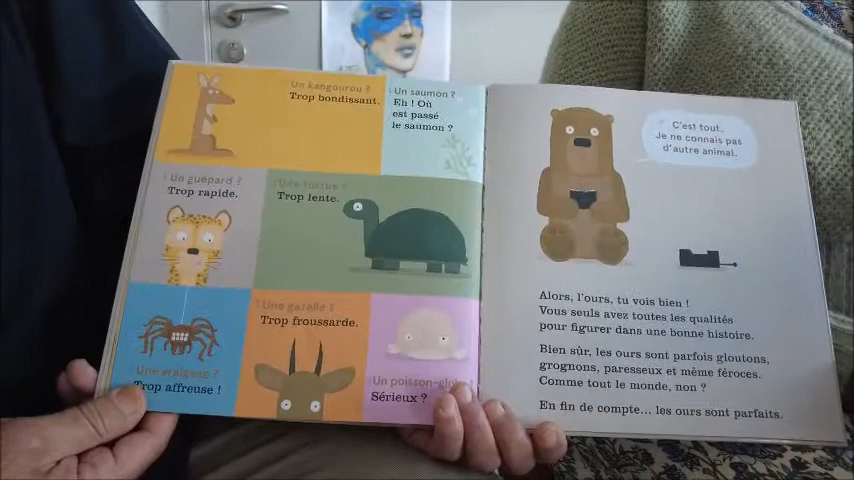 Un kangourou ?
Trop bondissant.
Un saumon ?
Eh ! Où
est passé
le saumon ?
Un guépard ?
Trop rapide.
Une tortue ?
Trop lente.
Une araignée ?
Trop affreuse !
Une gazelle ?
Trop froussarde.
Un poisson-globe ?
Sérieux ?
C'est tout.
Je ne connais pas
d'autre animal.
Alors, l'ours, tu vois bien !
Vous seuls avez toutes les qualités
pour figurer dans une bonne histoire.
Bien sûr, les ours sont parfois gloutons,
grognons, paresseux et même féroces.
Comme tout le monde, non ?
En fin de compte... les ours sont parfaits.